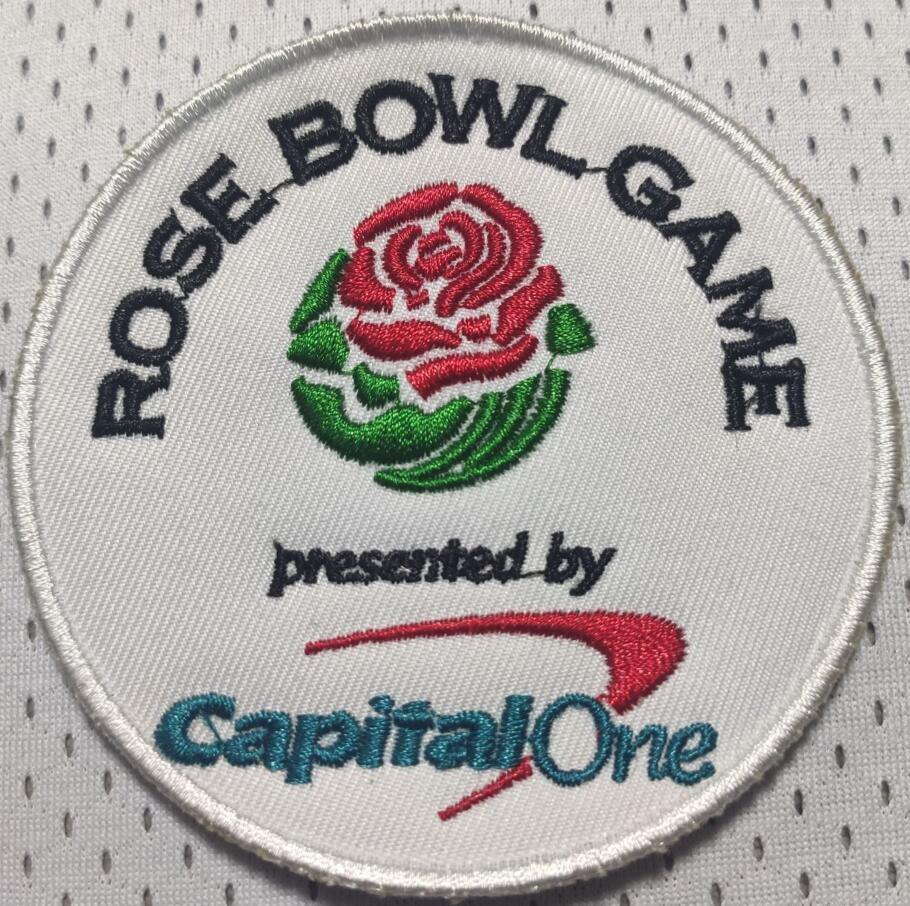 ROSE BOWL GAME
presented by
CapitalOne